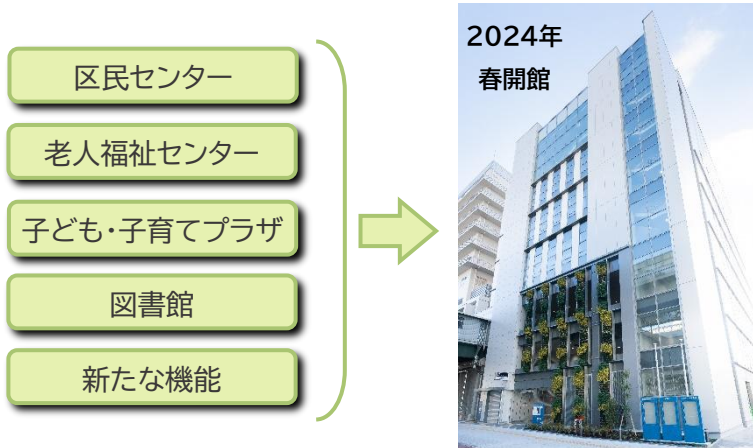 区民センター
老人福祉センター
子ども・子育てプラザ
図書館
新たな機能
2024年
春開館